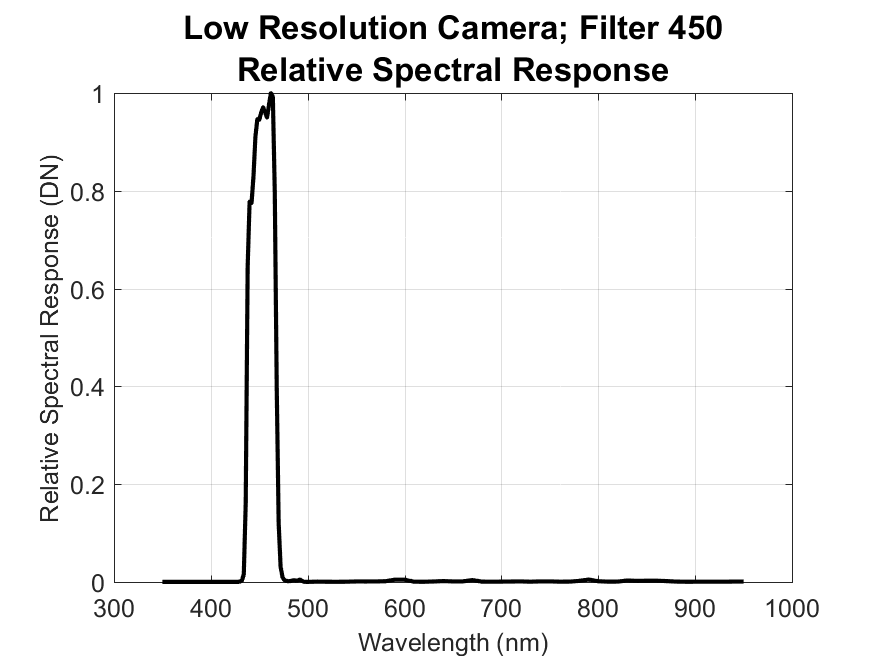 Low Resolution Camera; Filter 450
Relative Spectral Response
Relative Spectral Response (DN)
1
0.8
0.6
0.4
0.2
0
300 400 500 600 700 800 900 1000
Wavelength (nm)